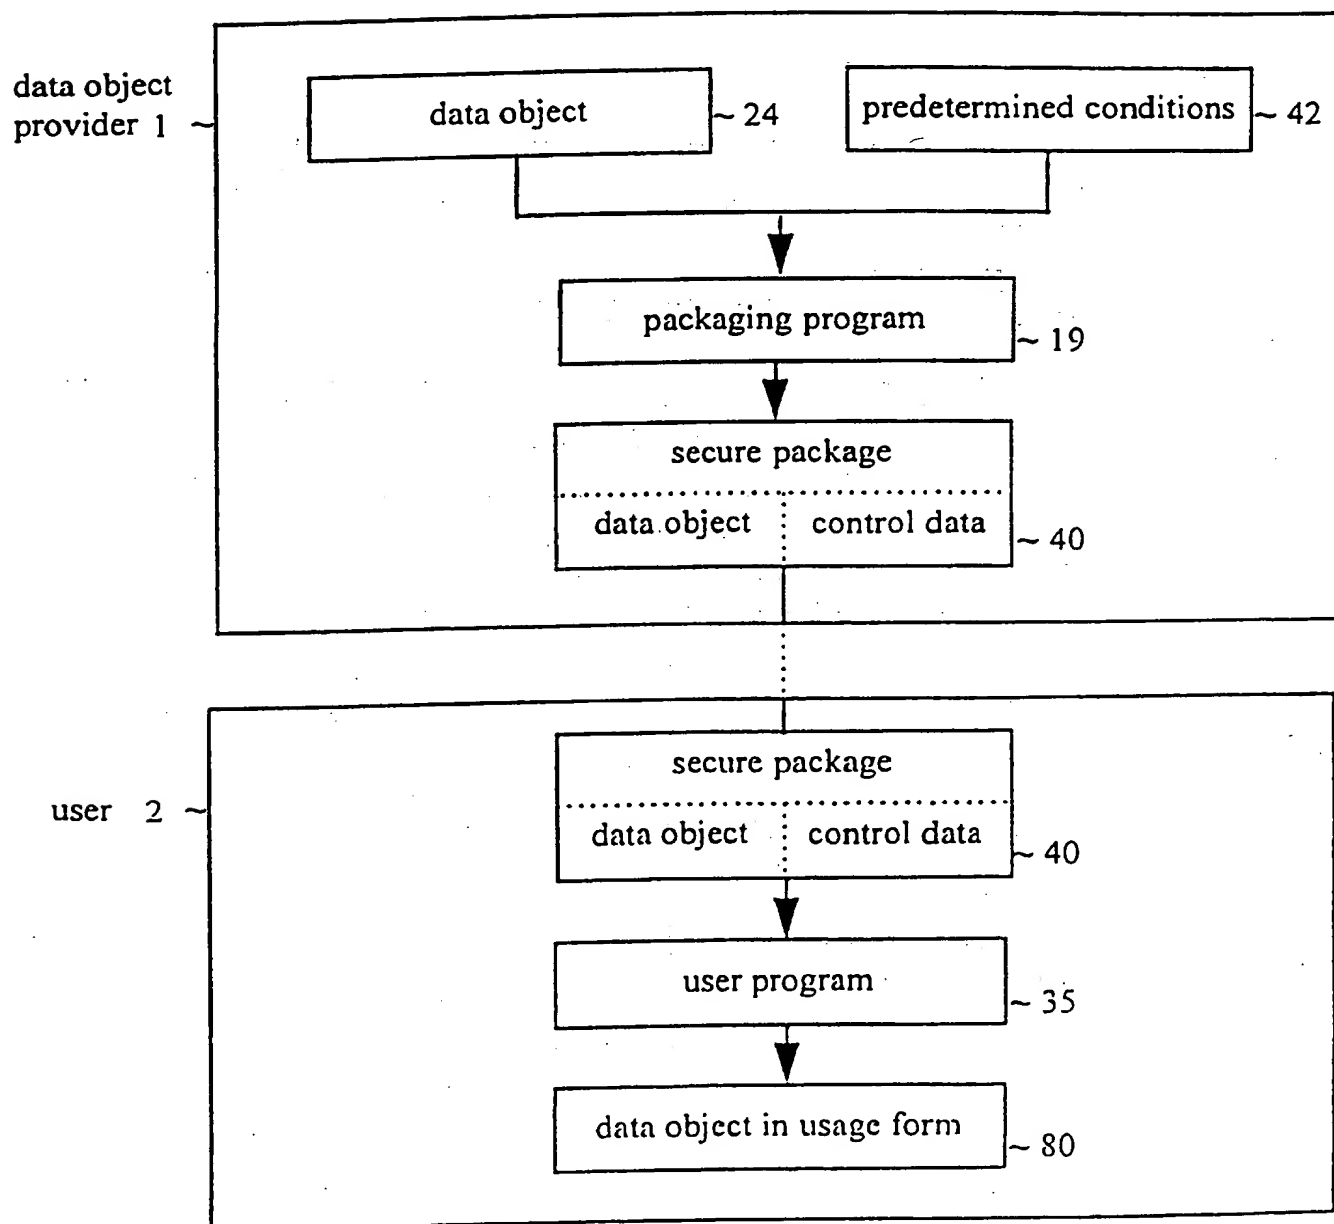 data object
provider 1 ~
data object ~ 24
predetermined conditions ~ 42
packaging program ~ 19
secure package
data object control data ~ 40
user 2 ~
secure package
data object control data ~ 40
user program ~ 35
data object in usage form ~ 80